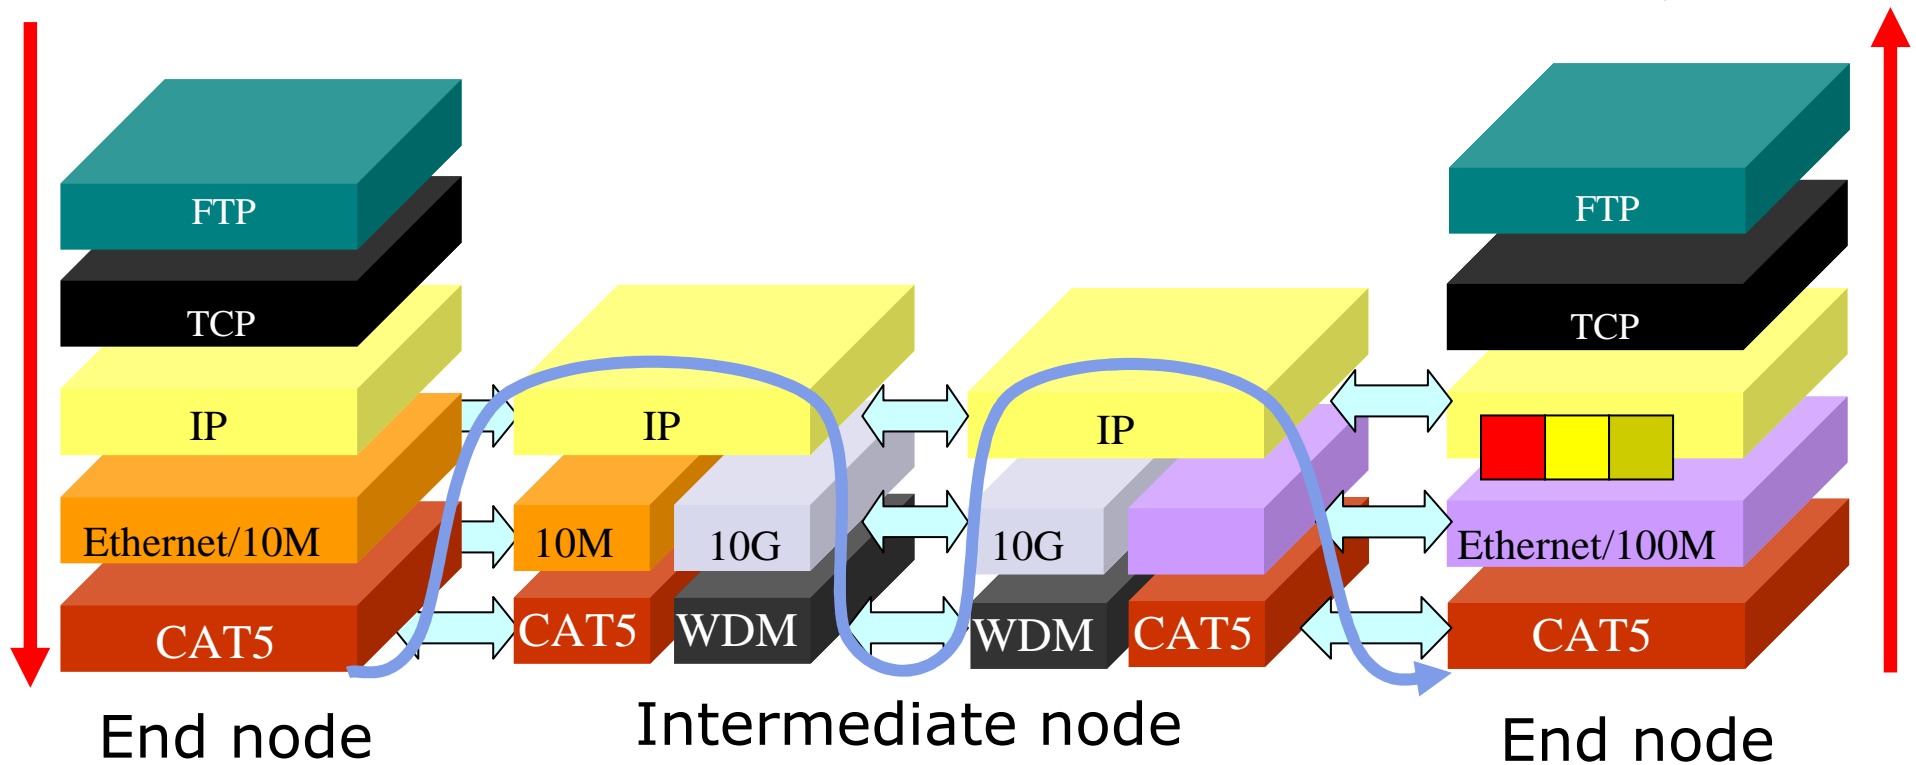 FTP
TCP
IP
Ethernet/10M
CAT5
End node
IP
10M 10G
CAT5 WDM
IP
10G
WDM CAT5
Intermediate node
FTP
TCP
Ethernet/100M
CAT5
End node